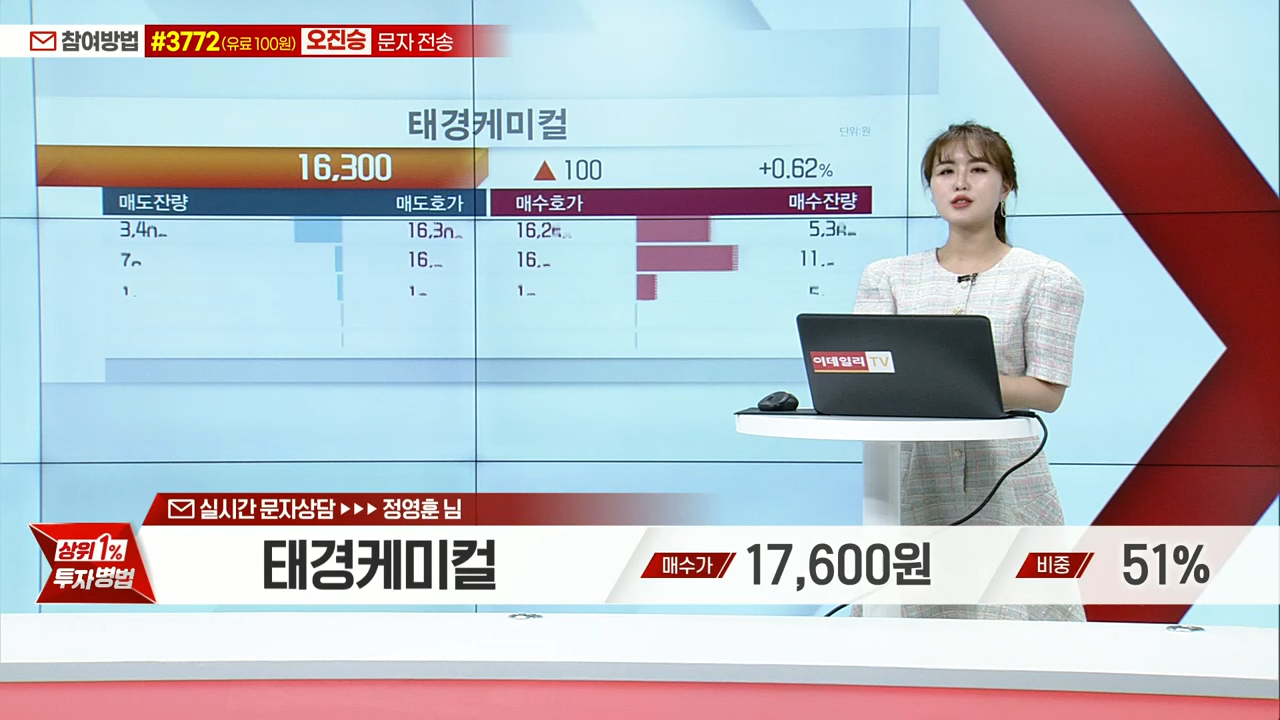 참여방법 #3772(유료 100원) 오진승 문자 전송
태경케미컬
단위:원
16,300 ▲ 100 +0.62%
매도잔량 매도호가 매수호가 매수잔량
이데일리 TV
실시간 문자상담 ▶▶▶ 정영훈 님
상위 1% 투자병법
태경케미컬 매수가 17,600원 비중 51%